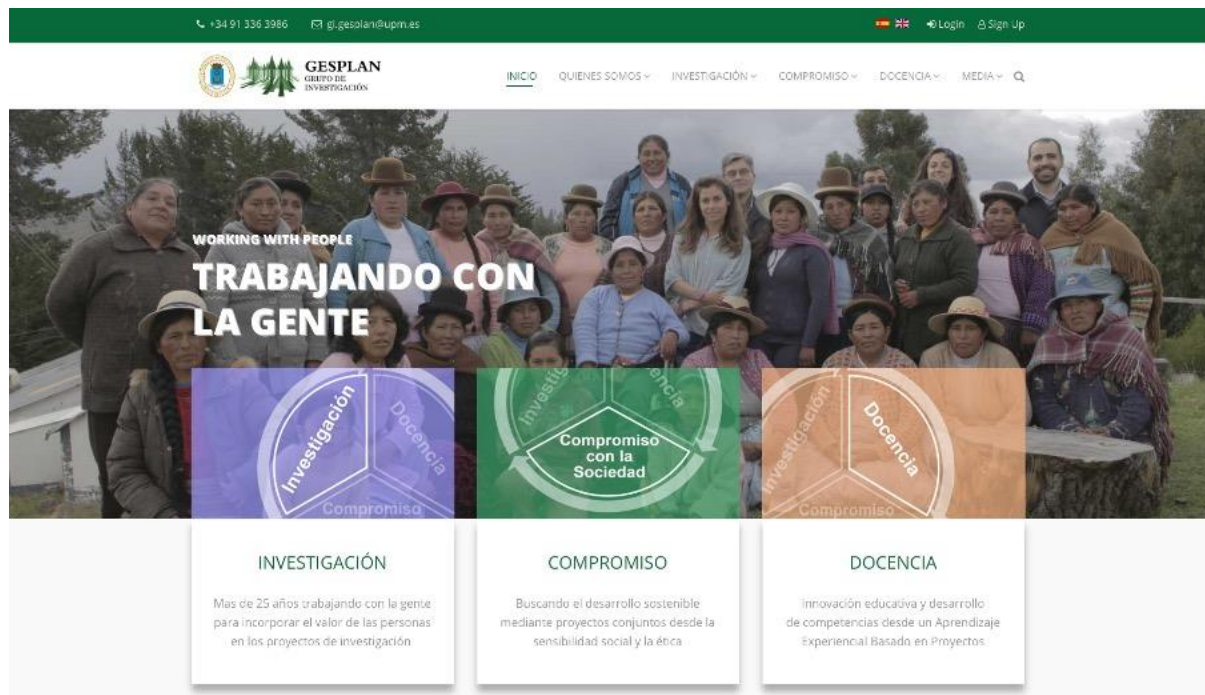 +34 91 336 3986 gi.gesplan@upm.es Login Sign Up
GESPLAN
GRUPO DE
INVESTIGACIÓN
INICIO QUIENES SOMOS INVESTIGACIÓN COMPROMISO DOCENCIA MEDIA
WORKING WITH PEOPLE
TRABAJANDO CON
LA GENTE
Investigación
Docencia
Compromiso
Investigación
Docencia
Compromiso
con la
Sociedad
Investigación
Docencia
Compromiso
INVESTIGACIÓN
Mas de 25 años trabajando con la gente
para incorporar el valor de las personas
en los proyectos de investigación
COMPROMISO
Buscando el desarrollo sostenible
mediante proyectos conjuntos desde la
sensibilidad social y la ética
DOCENCIA
Innovación educativa y desarrollo
de competencias desde un Aprendizaje
Experiencial Basado en Proyectos